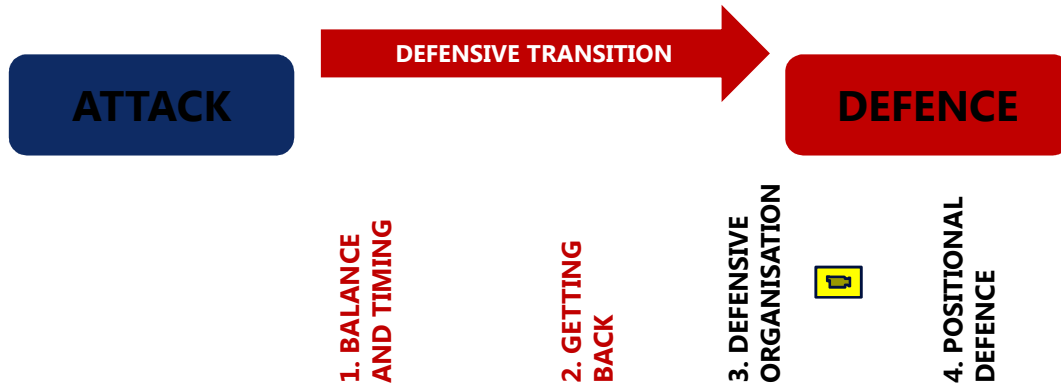 DEFENSIVE TRANSITION
ATTACK
DEFENCE
1. BALANCE
AND TIMING
2. GETTING
BACK
3. DEFENSIVE
ORGANISATION
4. POSITIONAL
DEFENCE